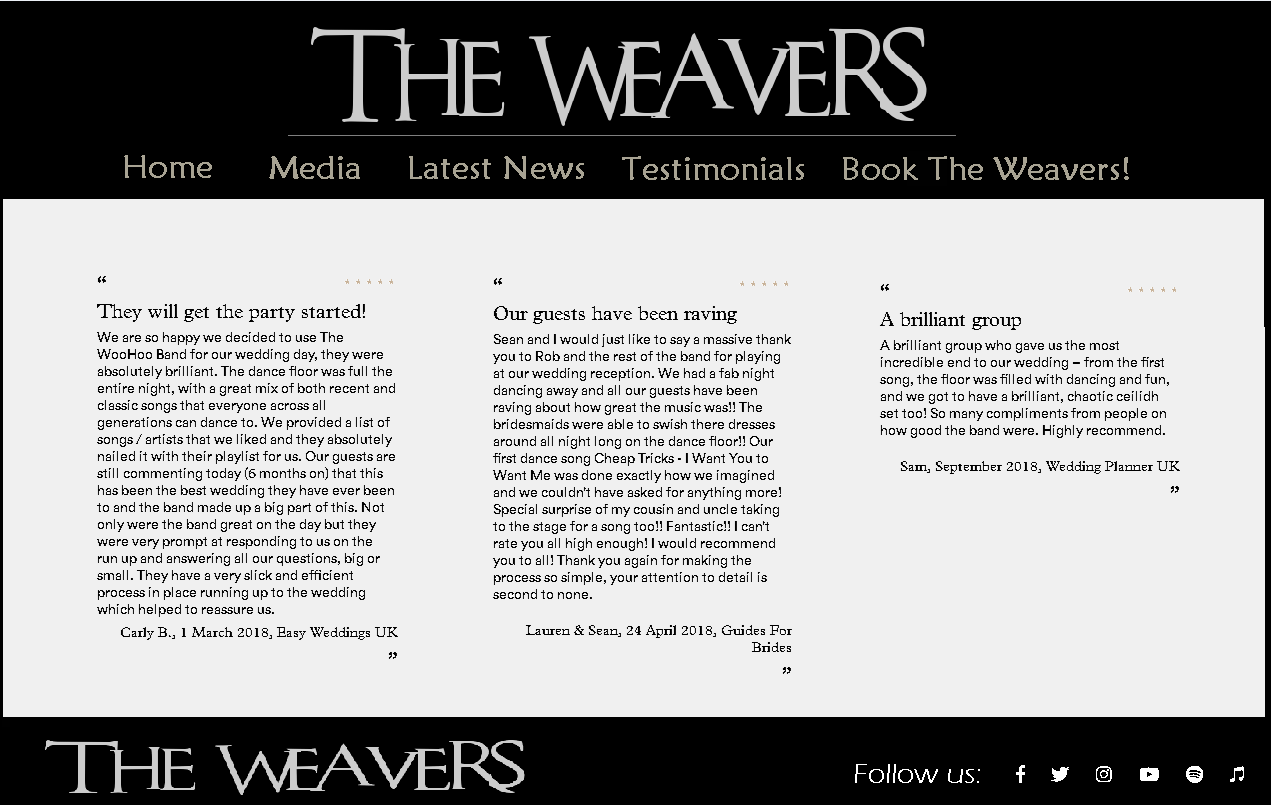 THE WEAVERS
Home Media Latest News Testimonials Book The Weavers!
“
★ ★ ★ ★ ★
They will get the party started!
We are so happy we decided to use The
WooHoo Band for our wedding day, they were
absolutely brilliant. The dance floor was full the
entire night, with a great mix of both recent and
classic songs that everyone across all
generations can dance to. We provided a list of
songs / artists that we liked and they absolutely
nailed it with their playlist for us. Our guests are
still commenting today (6 months on) that this
has been the best wedding they have ever been
to and the band made up a big part of this. Not
only were the band great on the day but they
were very prompt at responding to us on the
run up and answering all our questions, big or
small. They have a very slick and efficient
process in place running up to the wedding
which helped to reassure us.
Carly B., 1 March 2018, Easy Weddings UK
”
“
★ ★ ★ ★ ★
Our guests have been raving
Sean and I would just like to say a massive thank
you to Rob and the rest of the band for playing
at our wedding reception. We had a fab night
dancing away and all our guests have been
raving about how great the music was!! The
bridesmaids were able to swish there dresses
around all night long on the dance floor!! Our
first dance song Cheap Tricks - I Want You to
Want Me was done exactly how we imagined
and we couldn't have asked for anything more!
Special surprise of my cousin and uncle taking
to the stage for a song too!! Fantastic!! I can't
rate you all high enough! I would recommend
you to all! Thank you again for making the
process so simple, your attention to detail is
second to none.
Lauren & Sean, 24 April 2018, Guides For
Brides
”
“
★ ★ ★ ★ ★
A brilliant group
A brilliant group who gave us the most
incredible end to our wedding – from the first
song, the floor was filled with dancing and fun,
and we got to have a brilliant, chaotic ceilidh
set too! So many compliments from people on
how good the band were. Highly recommend.
Sam, September 2018, Wedding Planner UK
”
THE WEAVERS
Follow us: